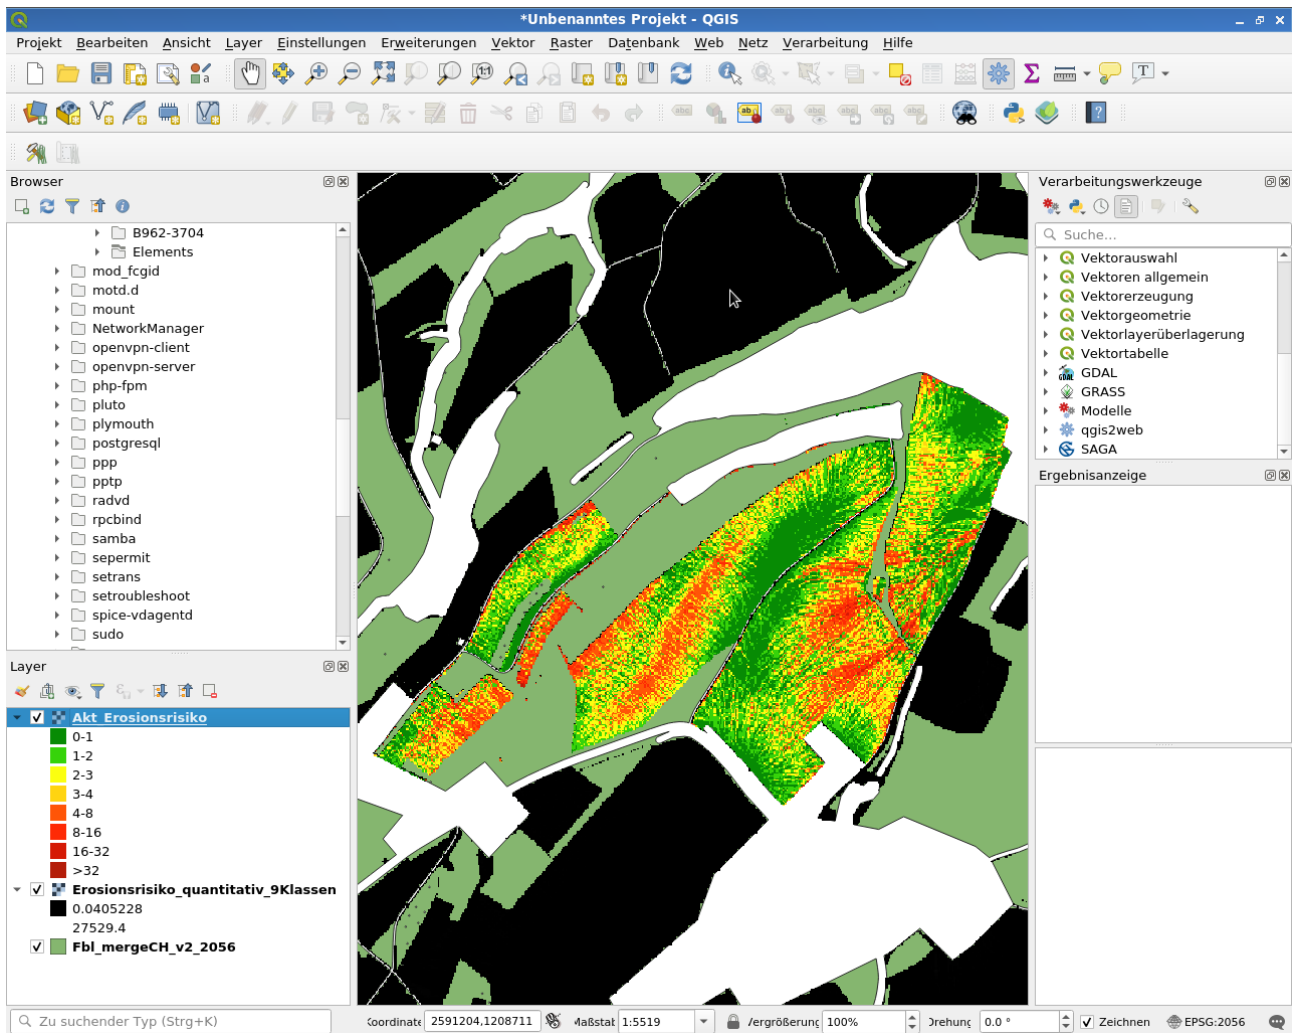 *Unbenanntes Projekt - QGIS
Projekt Bearbeiten Ansicht Layer Einstellungen Erweiterungen Vektor Raster Datenbank Web Netz Verarbeitung Hilfe
Browser
B962-3704
Elements
mod_fcgid
motd.d
mount
NetworkManager
openvpn-client
openvpn-server
php-fpm
pluto
plymouth
postgresql
ppp
pptp
radvd
rpcbind
samba
sepermit
setrans
setroubleshoot
spice-vdagentd
sudo
Layer
Akt_Erosionsrisiko
0-1
1-2
2-3
3-4
4-8
8-16
16-32
>32
Erosionsrisiko_quantitativ_9Klassen
0.0405228
27529.4
Fbl_mergeCH_v2_2056
Verarbeitungswerkzeuge
Suche...
Vektorauswahl
Vektoren allgemein
Vektorerzeugung
Vektorgeometrie
Vektorlayerüberlagerung
Vektortabelle
GDAL
GRASS
Modelle
qgis2web
SAGA
Ergebnisanzeige
Zu suchender Typ (Strg+K) Koordinate 2591204,1208711 Maßstab 1:5519 Vergrößerung 100% Drehung 0.0 ° Zeichnen EPSG:2056